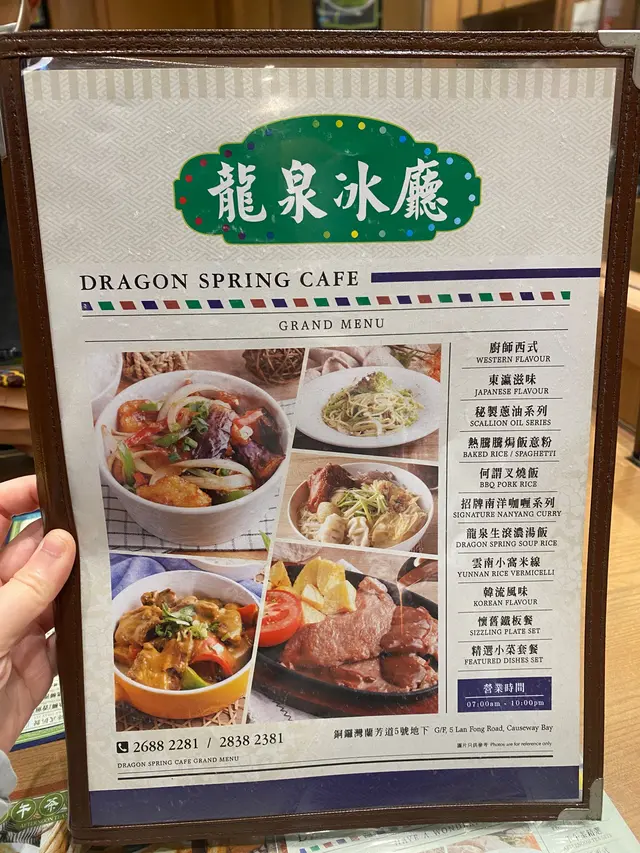 龍泉冰廳
DRAGON SPRING CAFE
GRAND MENU
廚師西式
WESTERN FLAVOUR
東瀛滋味
JAPANESE FLAVOUR
秘製蔥油系列
SCALLION OIL SERIES
熱騰騰焗飯意粉
BAKED RICE / SPAGHETTI
何謂叉燒飯
BBQ PORK RICE
招牌南洋咖喱系列
SIGNATURE NANYANG CURRY
龍泉生滾濃湯飯
DRAGON SPRING SOUP RICE
雲南小窩米線
YUNNAN RICE VERMICELLI
韓流風味
KOREAN FLAVOUR
懷舊鐵板餐
SIZZLING PLATE SET
精選小菜套餐
FEATURED DISHES SET
營業時間
07:00am - 10:00pm
2688 2281 / 2838 2381
銅鑼灣蘭芳道5號地下 G/F, 5 Lan Fong Road, Causeway Bay
DRAGON SPRING CAFE GRAND MENU
圖片只供參考 Photos are for reference only
午茶
HAVE A WONDER